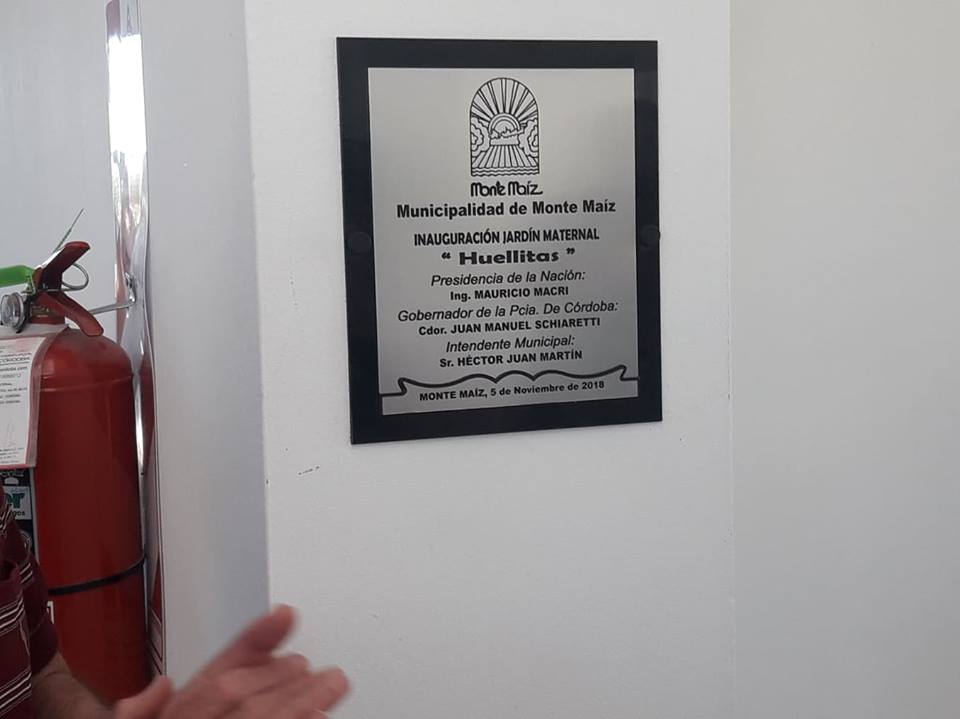 Monte Maíz
Municipalidad de Monte Maíz
INAUGURACIÓN JARDÍN MATERNAL
“ Huellitas ”
Presidencia de la Nación:
Ing. MAURICIO MACRI
Gobernador de la Pcia. De Córdoba:
Cdor. JUAN MANUEL SCHIARETTI
Intendente Municipal:
Sr. HÉCTOR JUAN MARTÍN
MONTE MAÍZ, 5 de Noviembre de 2018